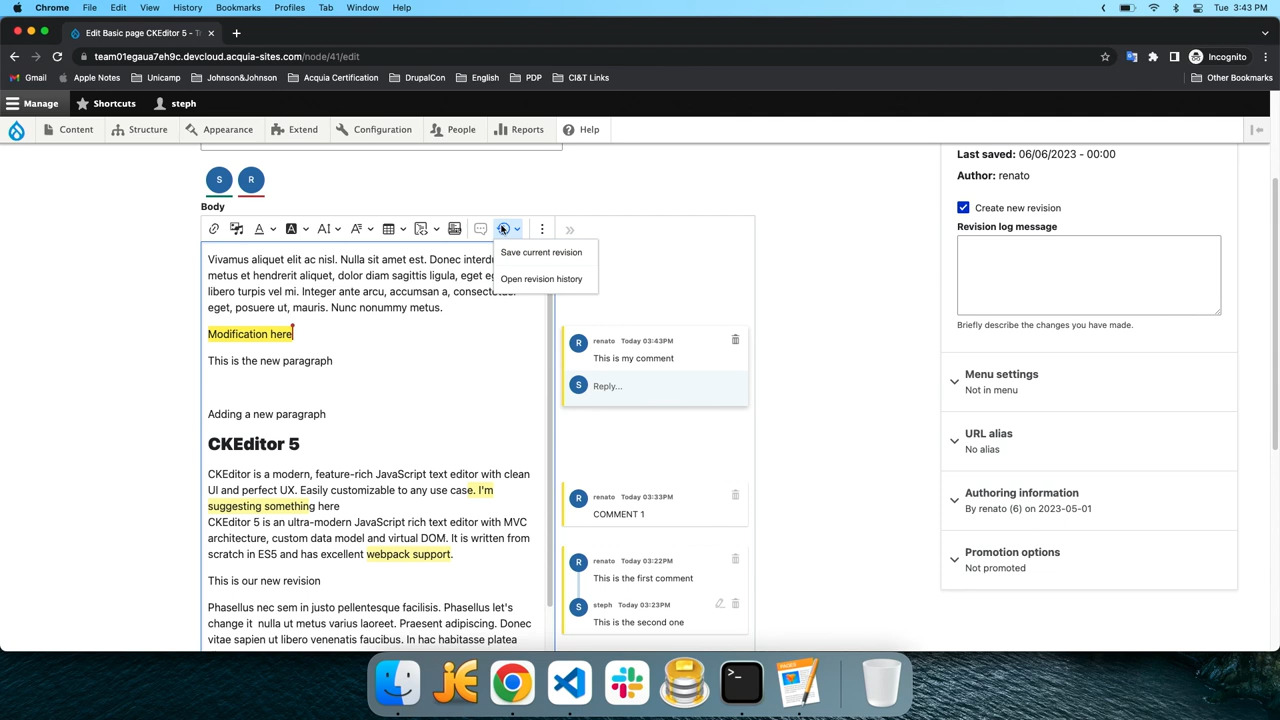 Chrome File Edit View History Bookmarks Profiles Tab Window Help Tue 3:43 PM
Edit Basic page CKEditor 5 - T
team01egaua7eh9c.devcloud.acquia-sites.com/node/41/edit Incognito
Gmail Apple Notes Unicamp Johnson&Johnson Acquia Certification DrupalCon English PDP CI&T Links Other Bookmarks
Manage Shortcuts steph
Content Structure Appearance Extend Configuration People Reports Help
Last saved: 06/06/2023 - 00:00
Author: renato
S R
Body
Create new revision
Revision log message
Briefly describe the changes you have made.
Save current revision
Open revision history
Vivamus aliquet elit ac nisl. Nulla sit amet est. Donec interdu
metus et hendrerit aliquet, dolor diam sagittis ligula, eget eg
libero turpis vel mi. Integer ante arcu, accumsan a, consectetu
eget, posuere ut, mauris. Nunc nonummy metus.
Modification here
This is the new paragraph
Adding a new paragraph
CKEditor 5
CKEditor is a modern, feature-rich JavaScript text editor with clean
UI and perfect UX. Easily customizable to any use case. I'm
suggesting something here
CKEditor 5 is an ultra-modern JavaScript rich text editor with MVC
architecture, custom data model and virtual DOM. It is written from
scratch in ES5 and has excellent webpack support.
This is our new revision
Phasellus nec sem in justo pellentesque facilisis. Phasellus let's
change it nulla ut metus varius laoreet. Praesent adipiscing. Donec
vitae sapien ut libero venenatis faucibus. In hac habitasse platea
R renato Today 03:43PM
This is my comment
S Reply...
R renato Today 03:33PM
COMMENT 1
R renato Today 03:22PM
This is the first comment
S steph Today 03:23PM
This is the second one
Menu settings
Not in menu
URL alias
No alias
Authoring information
By renato (6) on 2023-05-01
Promotion options
Not promoted